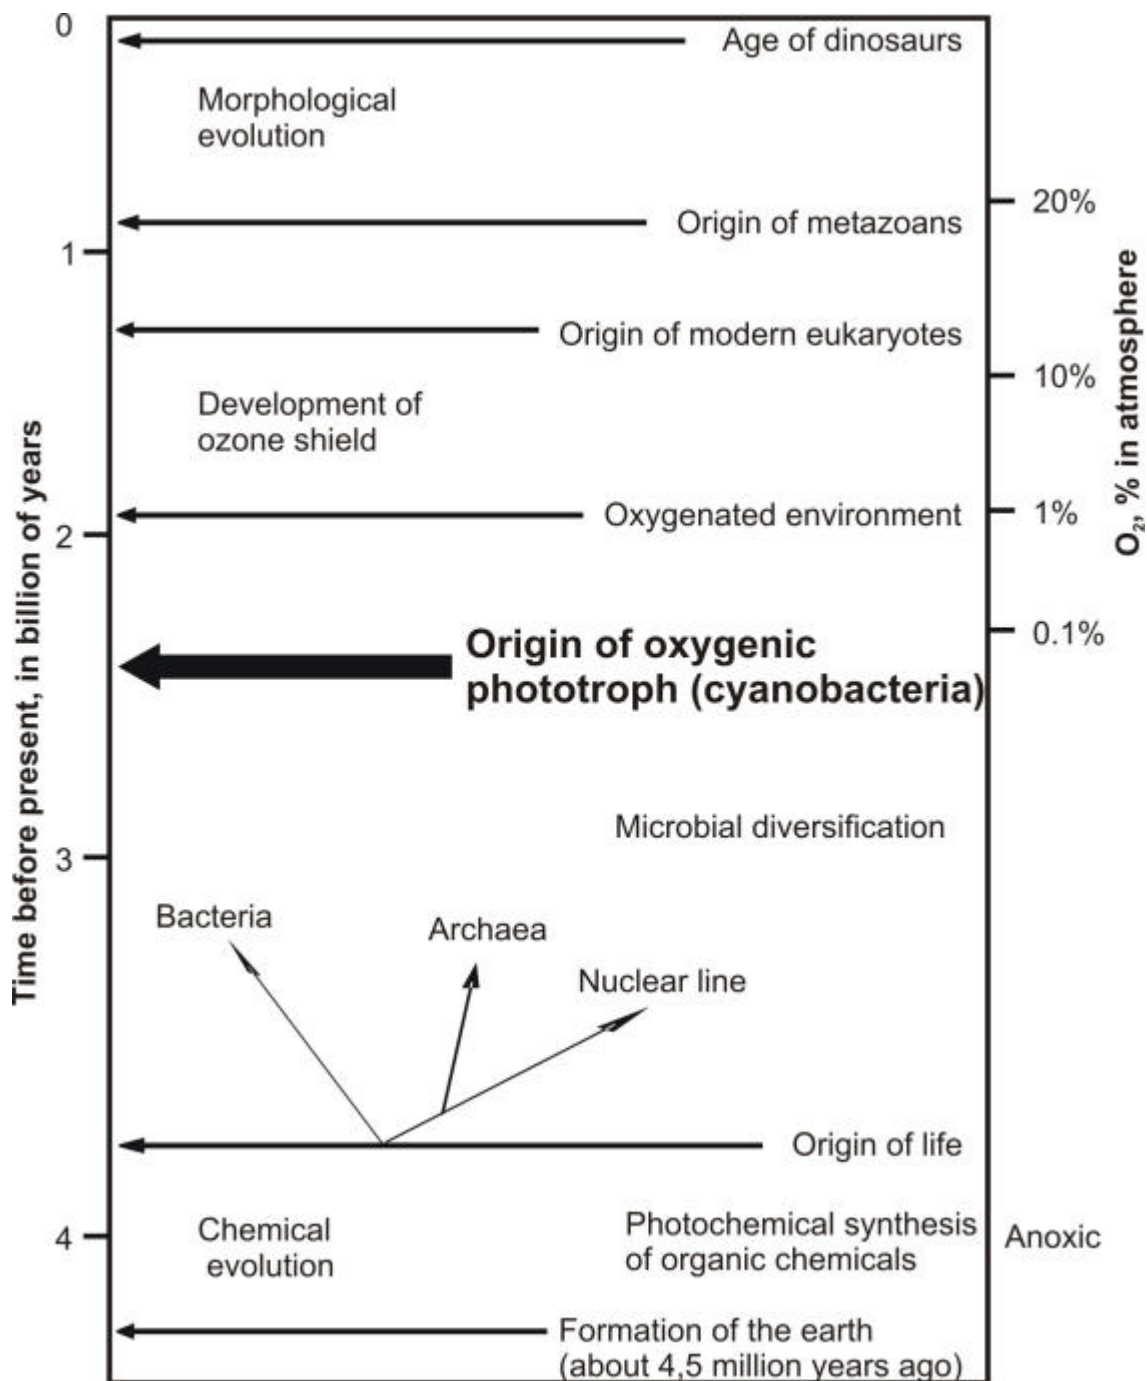 0
Age of dinosaurs
Morphological
evolution
20%
Origin of metazoans
1
Origin of modern eukaryotes
10%
Development of
ozone shield
Oxygenated environment
1%
2
0.1%
Origin of oxygenic
phototroph (cyanobacteria)
Microbial diversification
3
Bacteria
Archaea
Nuclear line
Origin of life
Chemical
evolution
Photochemical synthesis
of organic chemicals
Anoxic
4
Formation of the earth
(about 4,5 million years ago)
Time before present, in billion of years
O₂, % in atmosphere